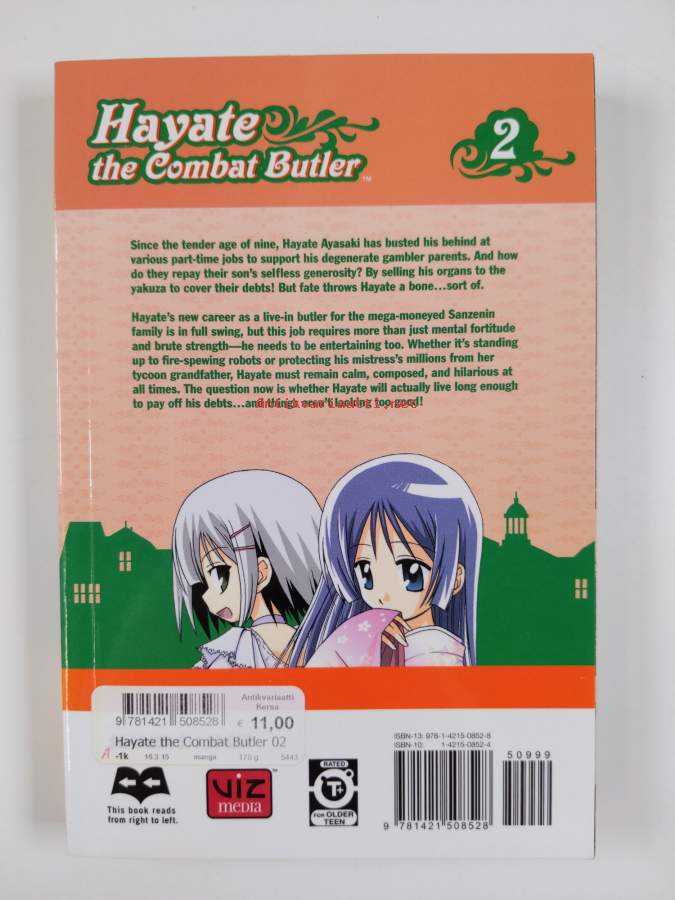 Hayate
the Combat Butler™
2
Since the tender age of nine, Hayate Ayasaki has busted his behind at
various part-time jobs to support his degenerate gambler parents. And how
do they repay their son's selfless generosity? By selling his organs to the
yakuza to cover their debts! But fate throws Hayate a bone...sort of.
Hayate's new career as a live-in butler for the mega-moneyed Sanzenin
family is in full swing, but this job requires more than just mental fortitude
and brute strength—he needs to be entertaining too. Whether it's standing
up to fire-spewing robots or protecting his mistress's millions from her
tycoon grandfather, Hayate must remain calm, composed, and hilarious at
all times. The question now is whether Hayate will actually live long enough
to pay off his debts...and things aren't looking too good!
Antikvariaatti
Kerea
9 781421 508528
€ 11,00
Hayate the Combat Butler 02
A -1k 16.3.15 manga 170 g 5443
This book reads
from right to left.
VIZ
MEDIA™
RATED
T+
FOR OLDER
TEEN
ISBN-13: 978-1-4215-0852-8
ISBN-10: 1-4215-0852-4
50999
9 781421 508528